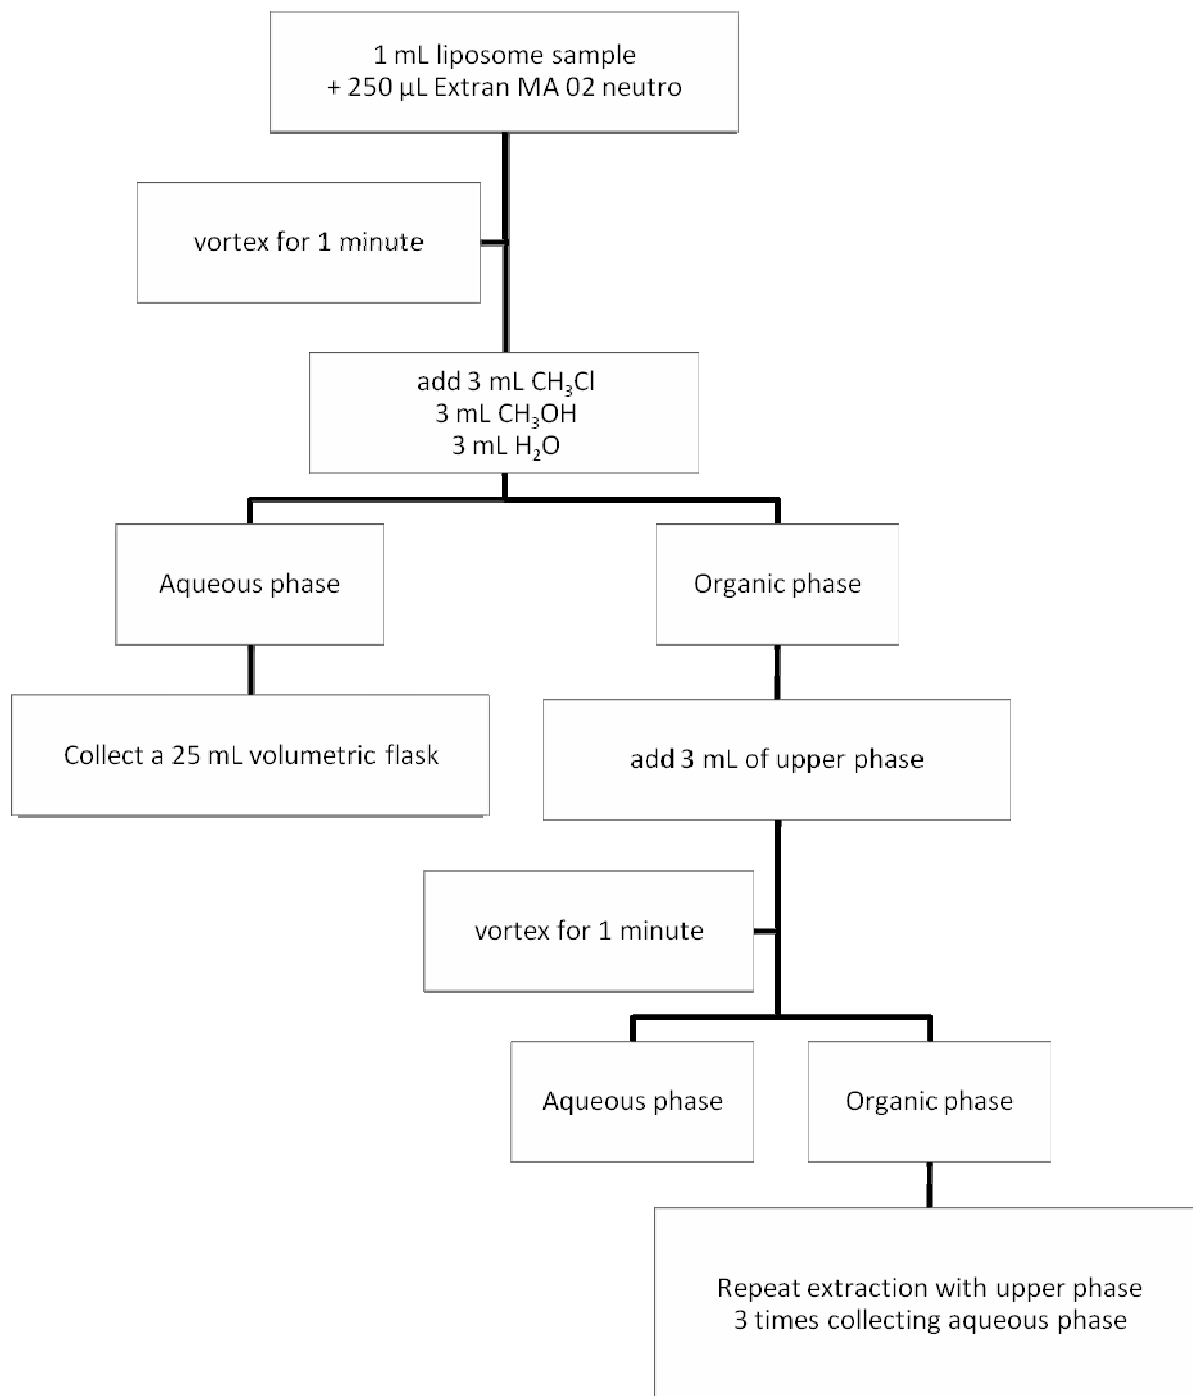 1 mL liposome sample
+ 250 µL Extran MA 02 neutro
vortex for 1 minute
add 3 mL CH₃Cl
3 mL CH₃OH
3 mL H₂O
Aqueous phase
Organic phase
Collect a 25 mL volumetric flask
add 3 mL of upper phase
vortex for 1 minute
Aqueous phase
Organic phase
Repeat extraction with upper phase
3 times collecting aqueous phase